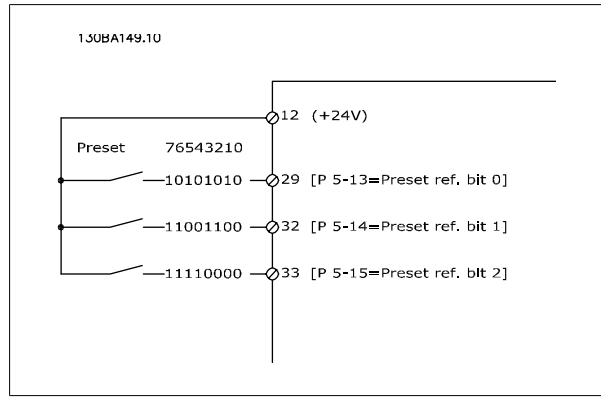 130BA149.10
12 (+24V)
Preset 76543210
10101010 29 [P 5-13=Preset ref. bit 0]
11001100 32 [P 5-14=Preset ref. bit 1]
11110000 33 [P 5-15=Preset ref. bit 2]